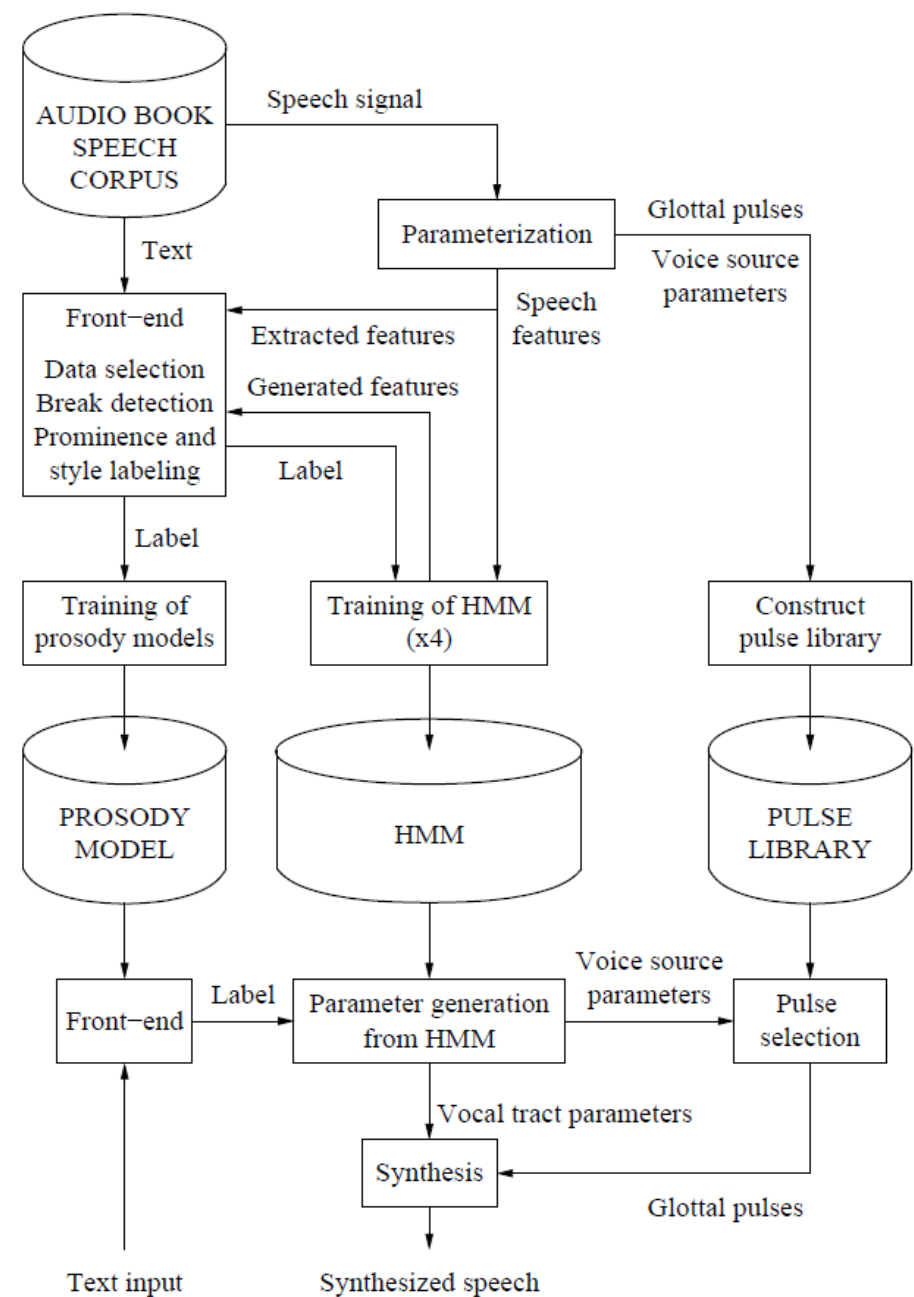 AUDIO BOOK
SPEECH
CORPUS
Speech signal
Text
Parameterization
Glottal pulses
Voice source
parameters
Front−end
Data selection
Break detection
Prominence and
style labeling
Extracted features
Speech
features
Generated features
Label
Label
Training of
prosody models
Training of HMM
(x4)
Construct
pulse library
PROSODY
MODEL
HMM
PULSE
LIBRARY
Front−end
Label
Parameter generation
from HMM
Voice source
parameters
Pulse
selection
Vocal tract parameters
Synthesis
Glottal pulses
Text input
Synthesized speech